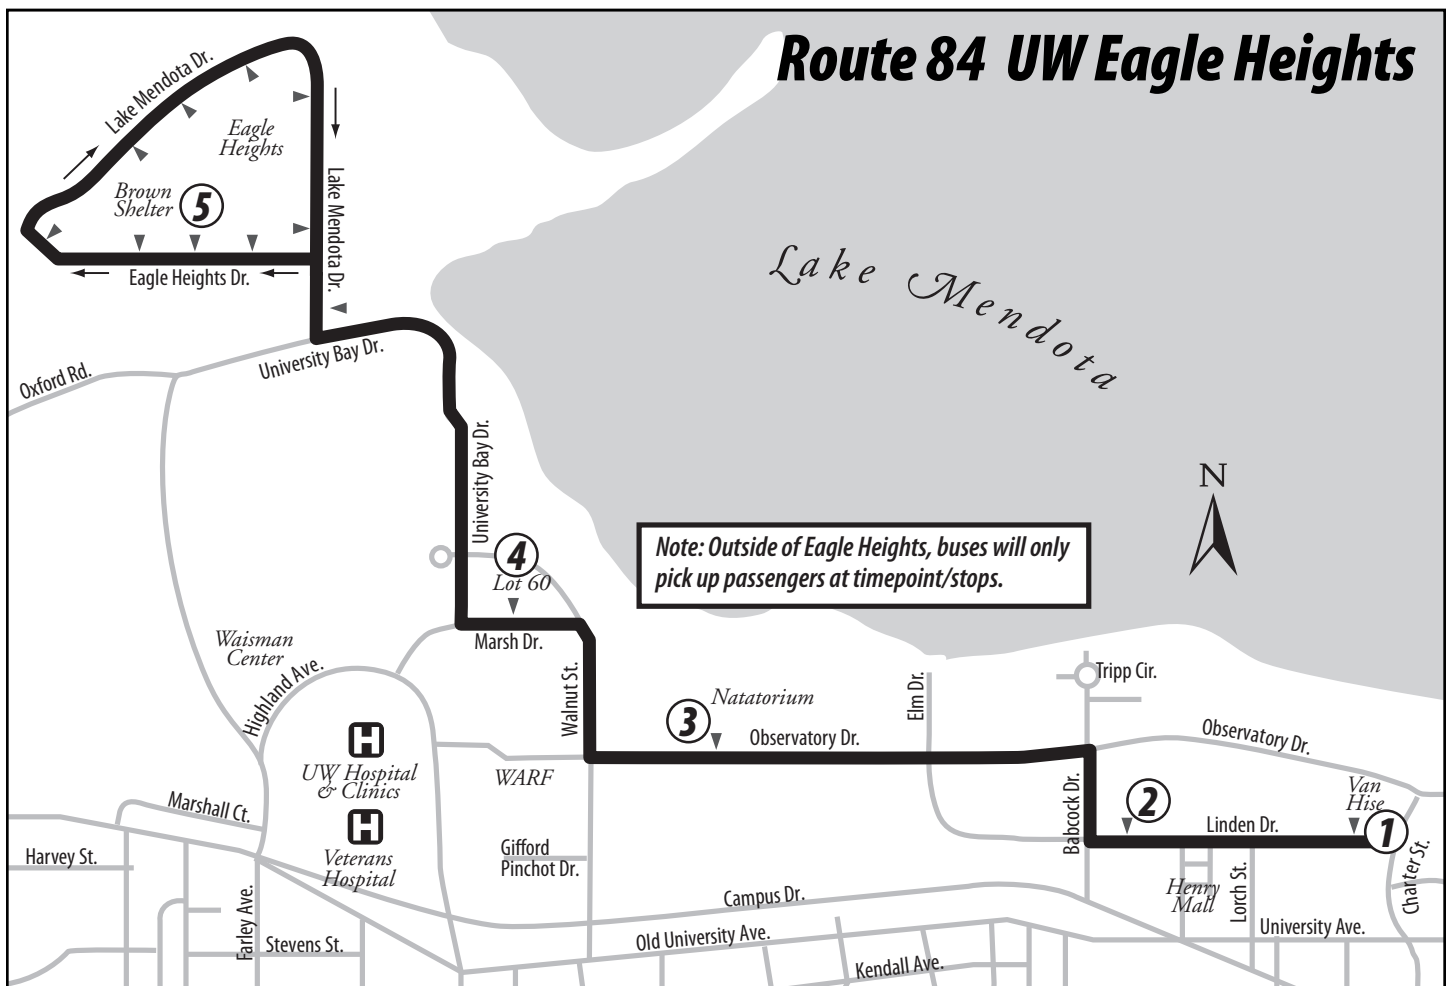 Route 84 UW Eagle Heights
Lake Mendota Dr.
Eagle
Heights
Brown
Shelter
5
Lake Mendota Dr.
Eagle Heights Dr.
Lake Mendota
University Bay Dr.
Oxford Rd.
University Bay Dr.
N
Note: Outside of Eagle Heights, buses will only
pick up passengers at timepoint/stops.
4
Lot 60
Marsh Dr.
Waisman
Center
Highland Ave.
Walnut St.
3
Natatorium
Observatory Dr.
Elm Dr.
Tripp Cir.
Observatory Dr.
H
UW Hospital
& Clinics
H
Veterans
Hospital
WARF
Van
Hise
1
2
Linden Dr.
Babcock Dr.
Marshall Ct.
Harvey St.
Gifford
Pinchot Dr.
Henry
Mall
Lorch St.
Charter St.
Campus Dr.
Farley Ave.
Stevens St.
Old University Ave.
University Ave.
Kendall Ave.